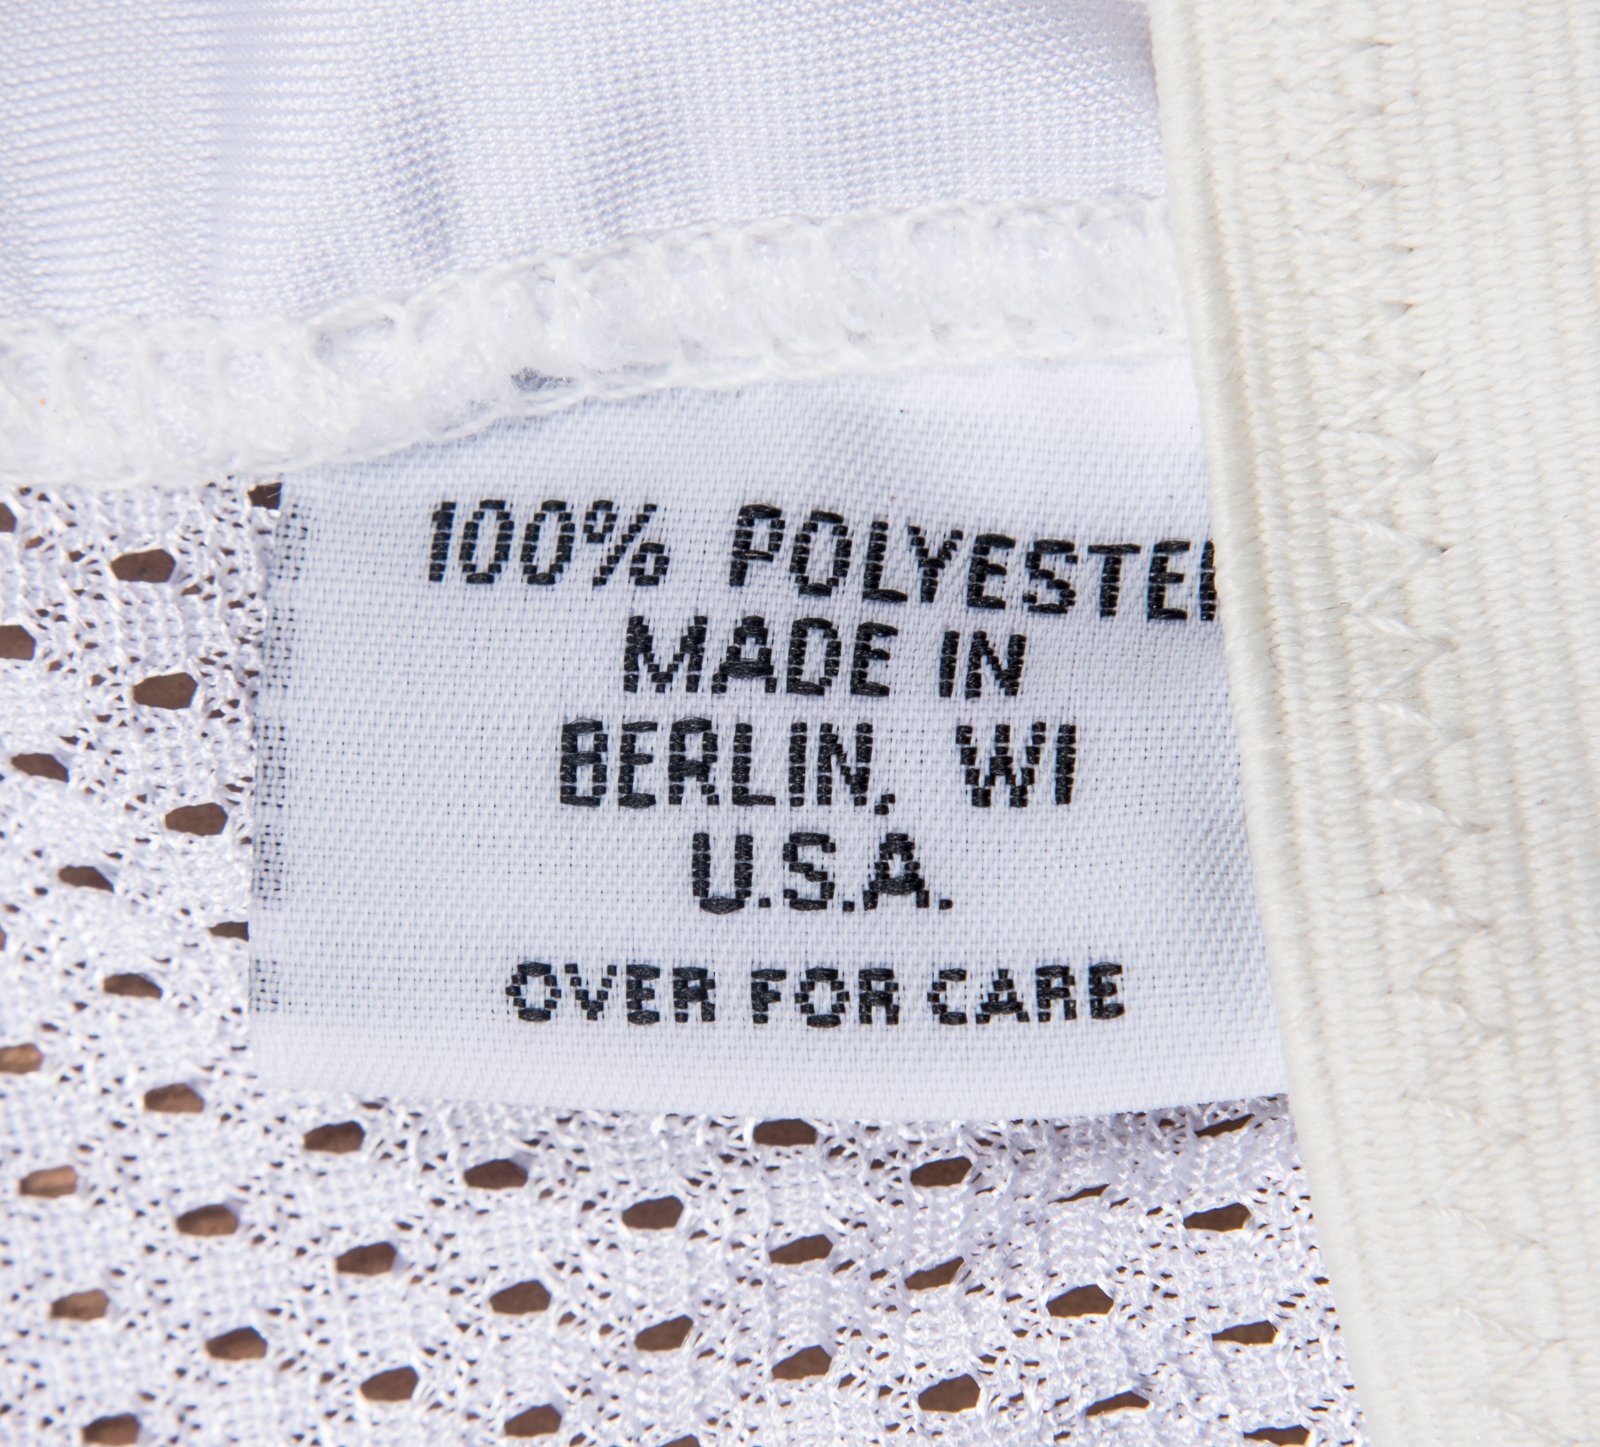 100% POLYESTER
MADE IN
BERLIN, WI
U.S.A.
OVER FOR CARE